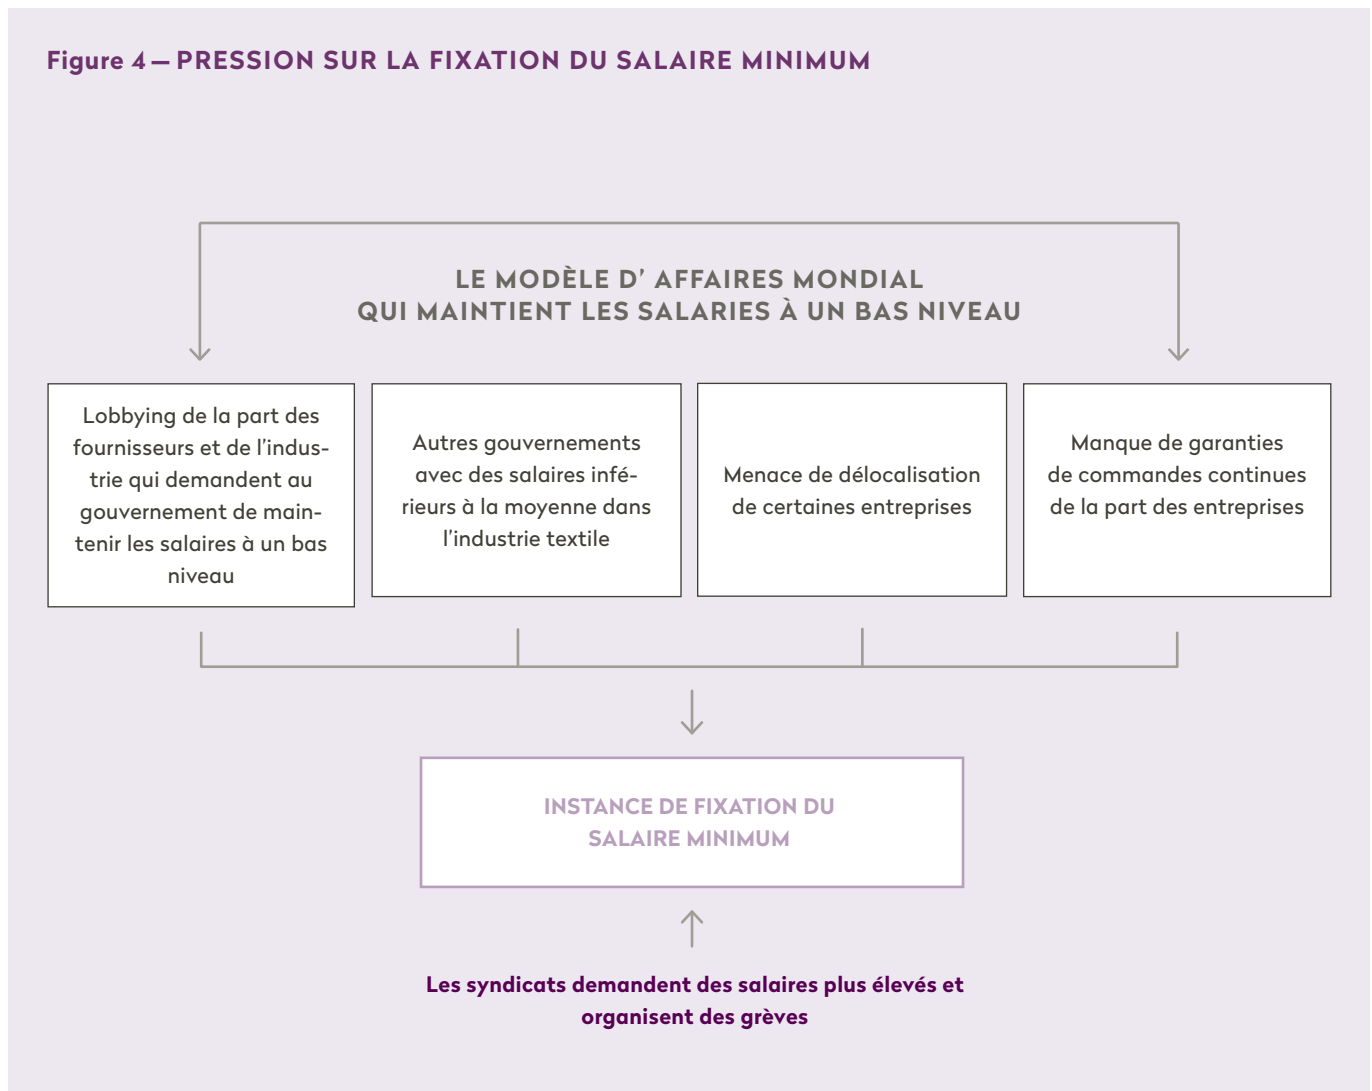 Figure 4 — PRESSION SUR LA FIXATION DU SALAIRE MINIMUM
LE MODÈLE D’ AFFAIRES MONDIAL
QUI MAINTIENT LES SALARIES À UN BAS NIVEAU
Lobbying de la part des
fournisseurs et de l’indus-
trie qui demandent au
gouvernement de main-
tenir les salaires à un bas
niveau
Autres gouvernements
avec des salaires infé-
rieurs à la moyenne dans
l’industrie textile
Menace de délocalisation
de certaines entreprises
Manque de garanties
de commandes continues
de la part des entreprises
INSTANCE DE FIXATION DU
SALAIRE MINIMUM
Les syndicats demandent des salaires plus élevés et
organisent des grèves